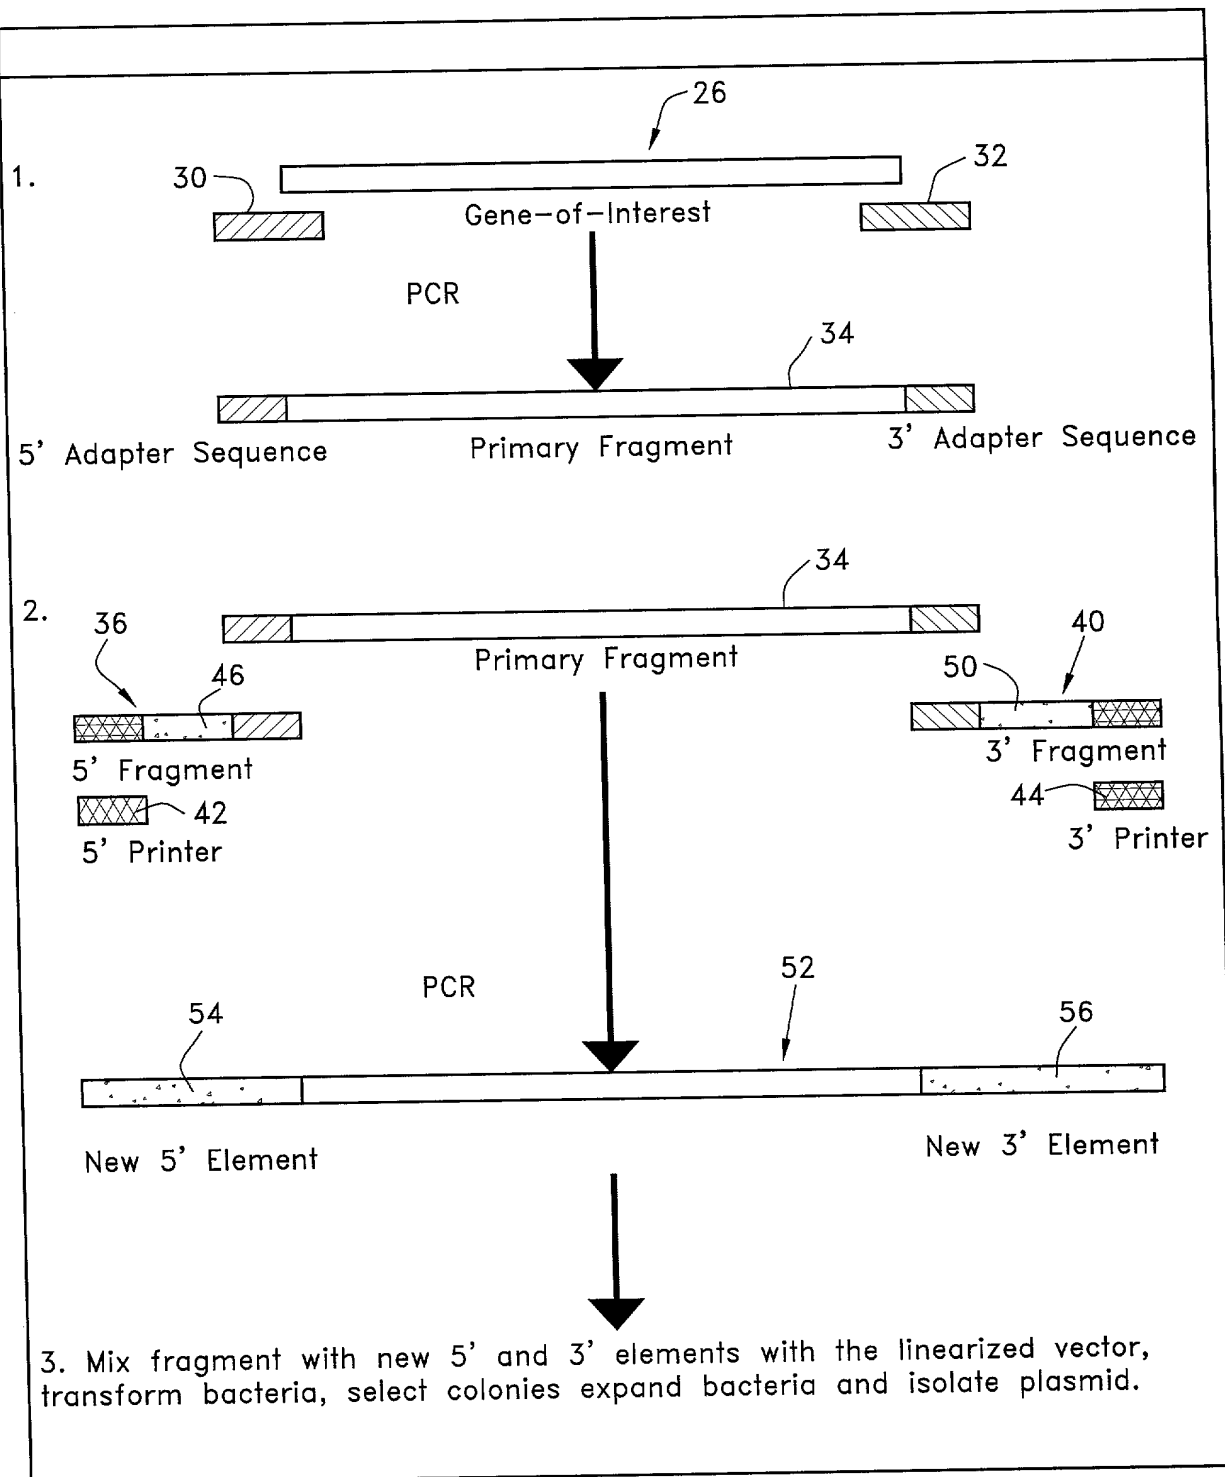 26
1.
30
32
Gene-of-Interest
PCR
34
5' Adapter Sequence
Primary Fragment
3' Adapter Sequence
2.
34
36
40
Primary Fragment
46
50
5' Fragment
3' Fragment
42
44
5' Printer
3' Printer
PCR
52
54
56
New 5' Element
New 3' Element
3. Mix fragment with new 5' and 3' elements with the linearized vector,
transform bacteria, select colonies expand bacteria and isolate plasmid.